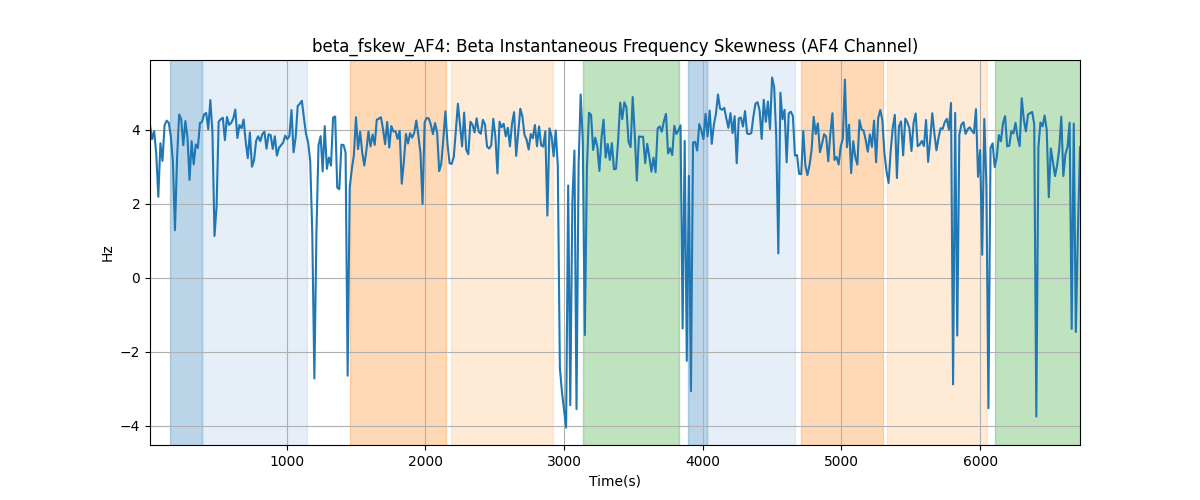 beta_fskew_AF4: Beta Instantaneous Frequency Skewness (AF4 Channel)
4
2
0
−2
−4
Hz
1000 2000 3000 4000 5000 6000
Time(s)